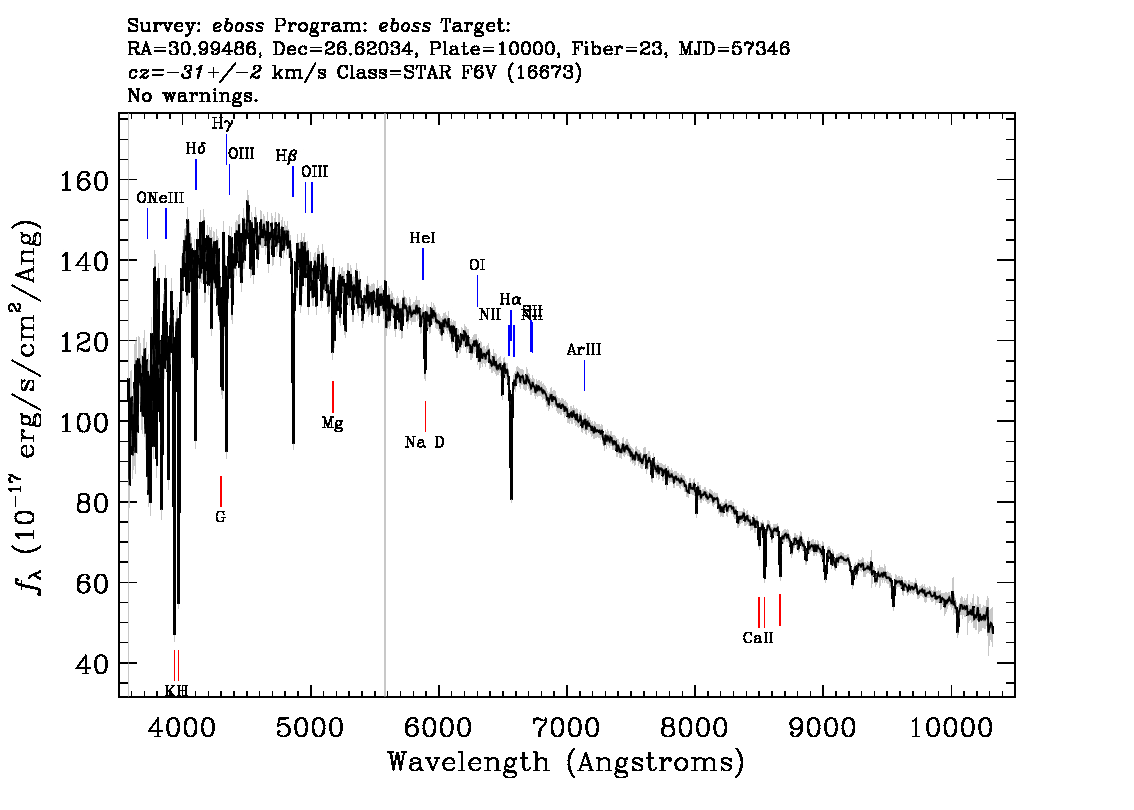 Survey: eboss Program: eboss Target:
RA=30.99486, Dec=26.62034, Plate=10000, Fiber=23, MJD=57346
cz=−31+/−2 km/s Class=STAR F6V (16673)
No warnings.
Hγ
Hδ OIII Hβ
OIII
NeIII
HeI
OI
Hα
NII
ArIII
Mg
Na D
G
CaII
KH
160
140
120
100
80
60
40
4000 5000 6000 7000 8000 9000 10000
Wavelength (Angstroms)
fλ (10−17 erg/s/cm2/Ang)